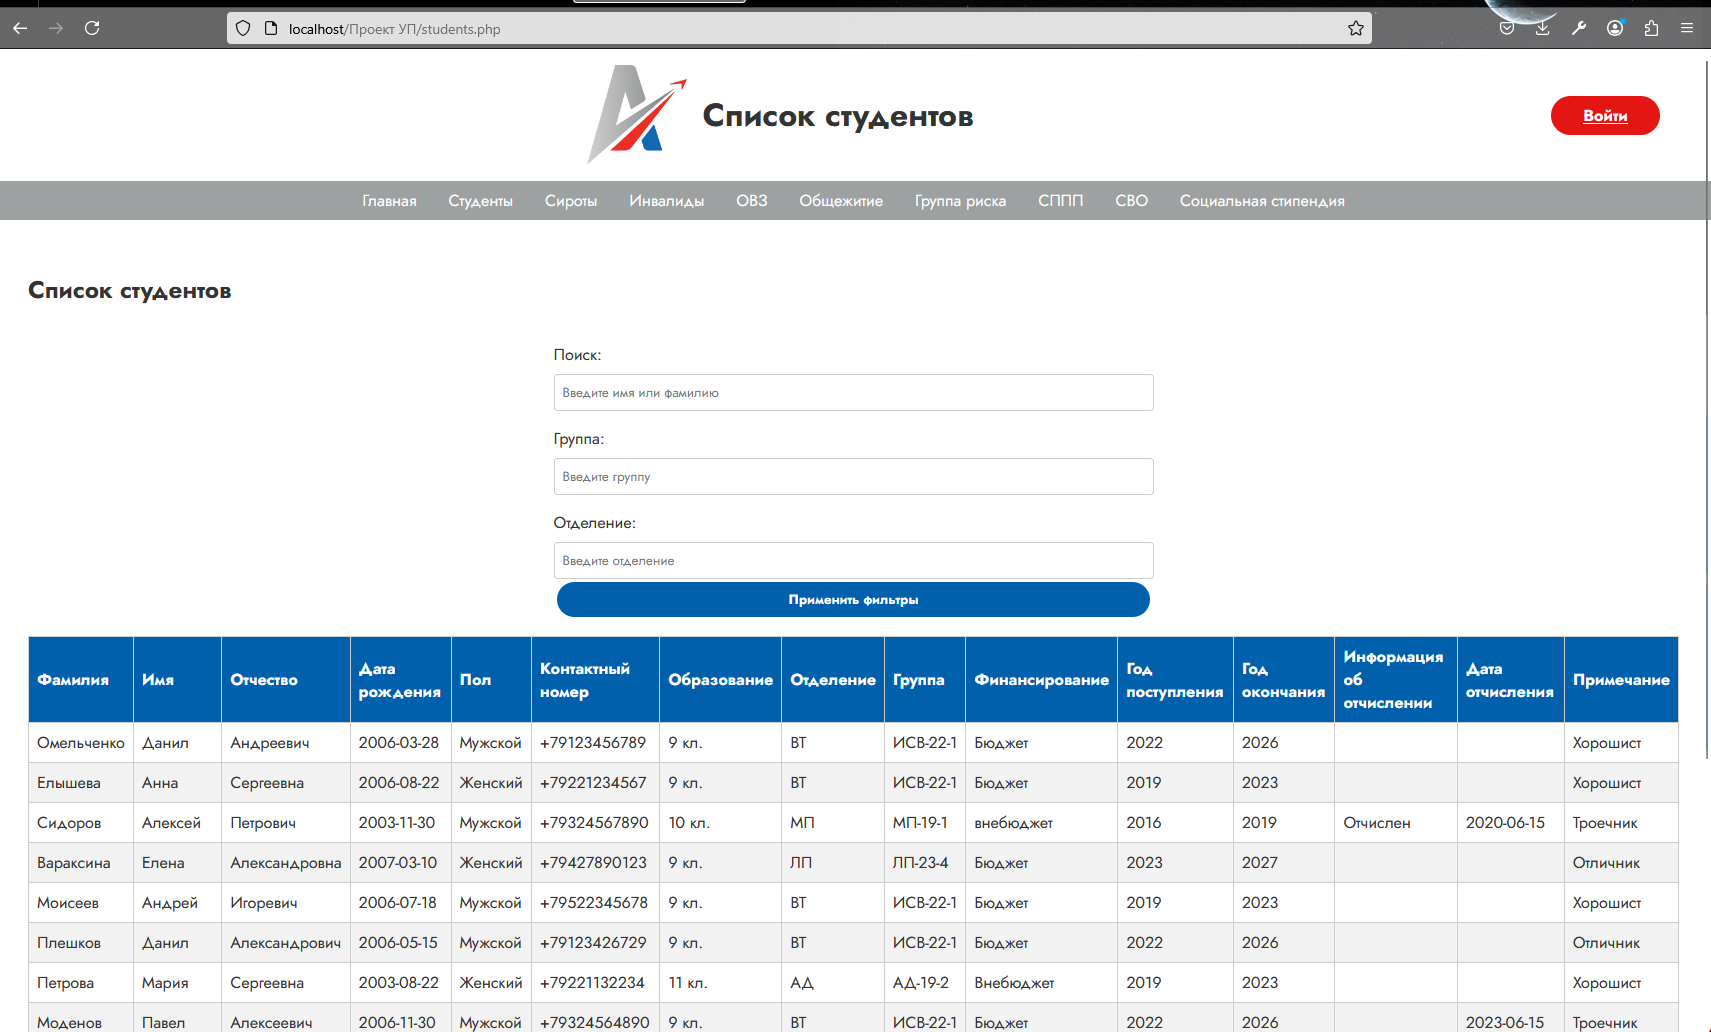 localhost/Проект УП/students.php
Список студентов
Войти
Главная Студенты Сироты Инвалиды ОВЗ Общежитие Группа риска СППП СВО Социальная стипендия
Список студентов
Поиск:
Введите имя или фамилию
Группа:
Введите группу
Отделение:
Введите отделение
Применить фильтры
Фамилия Имя Отчество Дата рождения Пол Контактный номер Образование Отделение Группа Финансирование Год поступления Год окончания Информация об отчислении Дата отчисления Примечание
Омельченко Данил Андреевич 2006-03-28 Мужской +79123456789 9 кл. ВТ ИСВ-22-1 Бюджет 2022 2026 Хорошист
Елышева Анна Сергеевна 2006-08-22 Женский +79221234567 9 кл. ВТ ИСВ-22-1 Бюджет 2019 2023 Хорошист
Сидоров Алексей Петрович 2003-11-30 Мужской +79324567890 10 кл. МП МП-19-1 внебюджет 2016 2019 Отчислен 2020-06-15 Троечник
Вараксина Елена Александровна 2007-03-10 Женский +79427890123 9 кл. ЛП ЛП-23-4 Бюджет 2023 2027 Отличник
Моисеев Андрей Игоревич 2006-07-18 Мужской +79522345678 9 кл. ВТ ИСВ-22-1 Бюджет 2019 2023 Хорошист
Плешков Данил Александрович 2006-05-15 Мужской +79123426729 9 кл. ВТ ИСВ-22-1 Бюджет 2022 2026 Отличник
Петрова Мария Сергеевна 2003-08-22 Женский +79221132234 11 кл. АД АД-19-2 Внебюджет 2019 2023 Хорошист
Моденов Павел Алексеевич 2006-11-30 Мужской +79324564890 9 кл. ВТ ИСВ-22-1 Бюджет 2022 2026 2023-06-15 Троечник